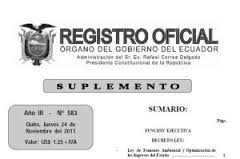 REGISTRO OFICIAL
ÓRGANO DEL GOBIERNO DEL ECUADOR
Administración del Sr. Ec. Rafael Correa Delgado
Presidente Constitucional de la República
SUPLEMENTO
Año III - N° 583
Quito, Jueves 24 de
Noviembre del 2011
Valor: US$ 1.25 + IVA
SUMARIO:
Págs.
FUNCIÓN EJECUTIVA
DECRETO-LEY:
- Ley de Fomento Ambiental y Optimización de
los Ingresos del Estado